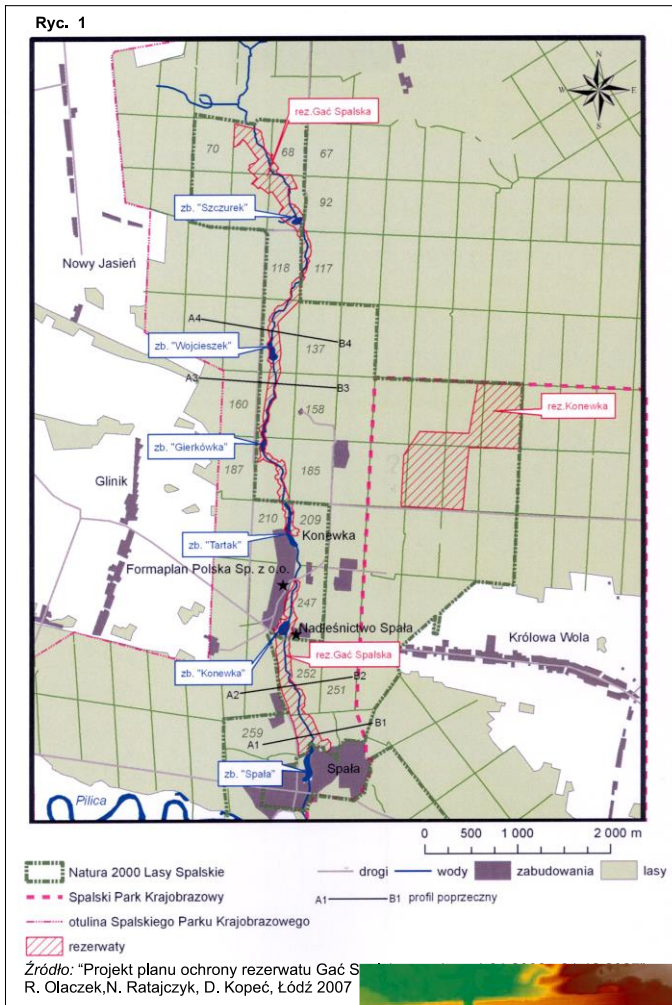 Ryc. 1
N
W E
S
rez.Gać Spalska
70
68
67
92
zb. "Szczurek"
Nowy Jasień
118
117
A4
B4
zb. "Wojcieszek"
137
A3
B3
160
158
rez.Konewka
zb. "Gierkówka"
187
185
Glinik
210
209
Konewka
zb. "Tartak"
Formaplan Polska Sp. z o.o.
247
Nadleśnictwo Spała
Królowa Wola
rez.Gać Spalska
zb. "Konewka"
252
B2
A2
251
B1
259
A1
zb. "Spała"
Spała
Pilica
0 500 1 000 2 000 m
Natura 2000 Lasy Spalskie
drogi
wody
zabudowania
lasy
Spalski Park Krajobrazowy
A1 B1 profil poprzeczny
otulina Spalskiego Parku Krajobrazowego
rezerwaty
Źródło: "Projekt planu ochrony rezerwatu Gać
R. Olaczek,N. Ratajczyk, D. Kopeć, Łódź 2007